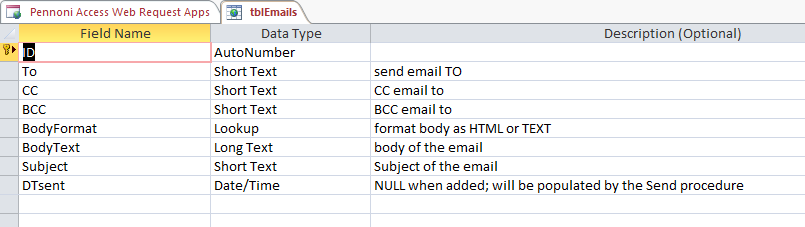 Pennoni Access Web Request Apps tblEmails
Field Name Data Type Description (Optional)
ID AutoNumber
To Short Text send email TO
CC Short Text CC email to
BCC Short Text BCC email to
BodyFormat Lookup format body as HTML or TEXT
BodyText Long Text body of the email
Subject Short Text Subject of the email
DTsent Date/Time NULL when added; will be populated by the Send procedure